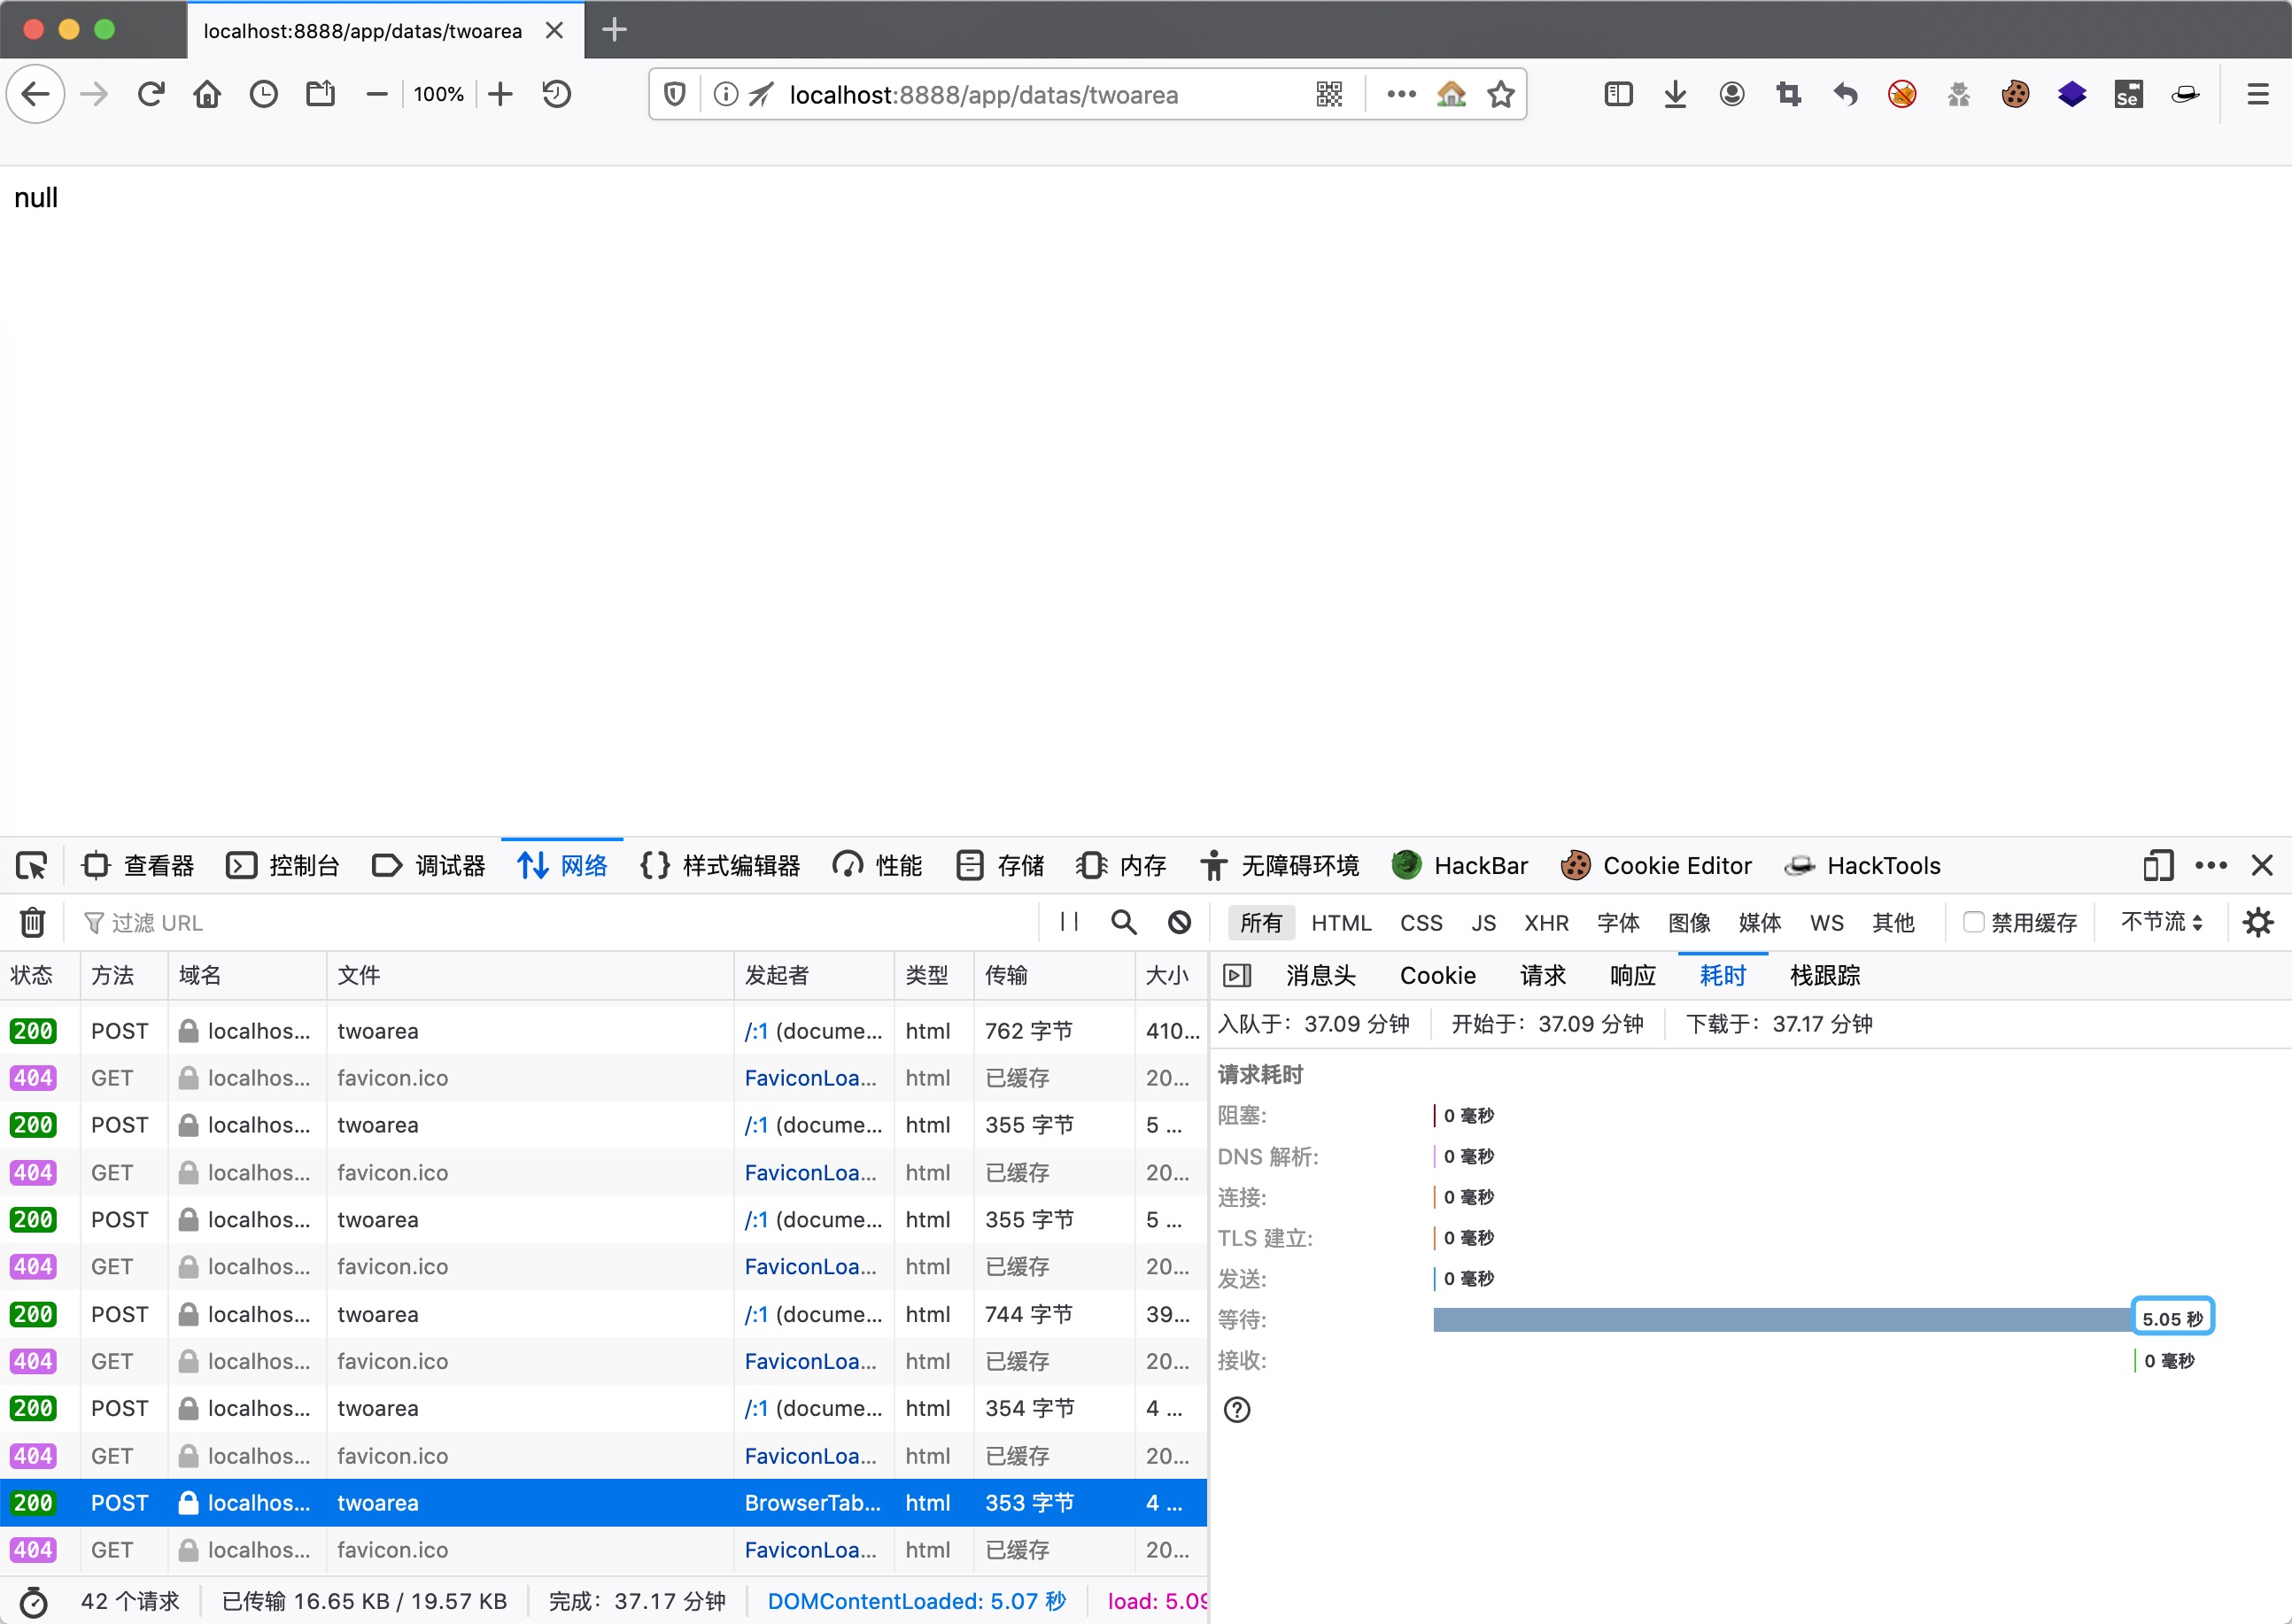 localhost:8888/app/datas/twoarea
100%
localhost:8888/app/datas/twoarea
Se
null
查看器 控制台 调试器 网络 样式编辑器 性能 存储 内存 无障碍环境 HackBar Cookie Editor HackTools
过滤 URL
所有 HTML CSS JS XHR 字体 图像 媒体 WS 其他 禁用缓存 不节流
状态 方法 域名 文件 发起者 类型 传输 大小
200 POST localhos... twoarea /:1 (docume... html 762 字节 410...
404 GET localhos... favicon.ico FaviconLoa... html 已缓存 20...
200 POST localhos... twoarea /:1 (docume... html 355 字节 5 ...
404 GET localhos... favicon.ico FaviconLoa... html 已缓存 20...
200 POST localhos... twoarea /:1 (docume... html 355 字节 5 ...
404 GET localhos... favicon.ico FaviconLoa... html 已缓存 20...
200 POST localhos... twoarea /:1 (docume... html 744 字节 39...
404 GET localhos... favicon.ico FaviconLoa... html 已缓存 20...
200 POST localhos... twoarea /:1 (docume... html 354 字节 4 ...
404 GET localhos... favicon.ico FaviconLoa... html 已缓存 20...
200 POST localhos... twoarea BrowserTab... html 353 字节 4 ...
404 GET localhos... favicon.ico FaviconLoa... html 已缓存 20...
42 个请求 已传输 16.65 KB / 19.57 KB 完成：37.17 分钟 DOMContentLoaded: 5.07 秒 load: 5.09
消息头 Cookie 请求 响应 耗时 栈跟踪
入队于：37.09 分钟 开始于：37.09 分钟 下载于：37.17 分钟
请求耗时
阻塞: 0 毫秒
DNS 解析: 0 毫秒
连接: 0 毫秒
TLS 建立: 0 毫秒
发送: 0 毫秒
等待: 5.05 秒
接收: 0 毫秒